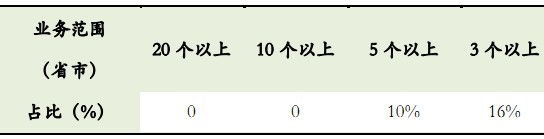 业务范围
（省市） 20 个以上 10 个以上 5 个以上 3 个以上
占比（%） 0 0 10% 16%